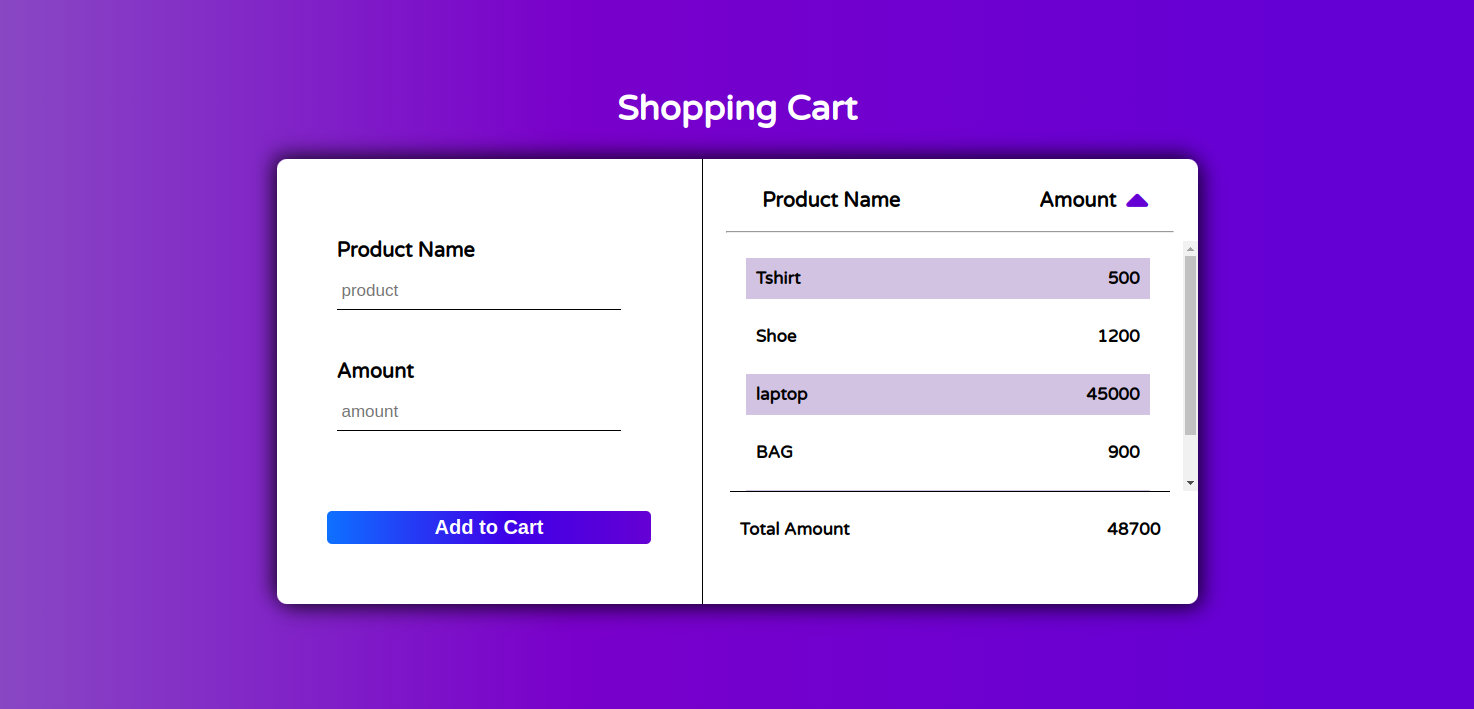 Shopping Cart
Product Name
product
Amount
amount
Add to Cart
Product Name Amount
Tshirt 500
Shoe 1200
laptop 45000
BAG 900
Total Amount 48700